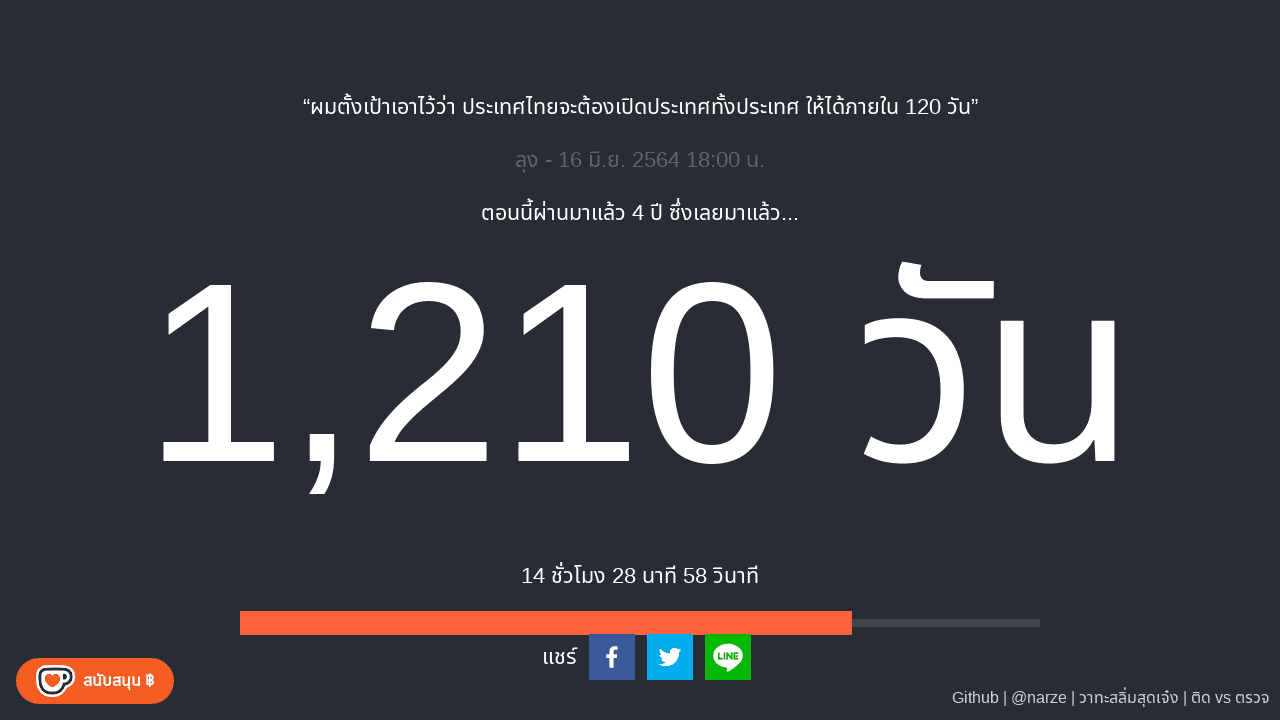 “ผมตั้งเป้าเอาไว้ว่า ประเทศไทยจะต้องเปิดประเทศทั้งประเทศ ให้ได้ภายใน 120 วัน”
ลุง - 16 มิ.ย. 2564 18:00 น.
ตอนนี้ผ่านมาแล้ว 4 ปี ซึ่งเลยมาแล้ว...
1,210 วัน
14 ชั่วโมง 28 นาที 58 วินาที
แชร์
LINE
สนับสนุน ฿
Github | @narze | วาทะสลิ่มสุดเจ๋ง | ติด vs ตรวจ